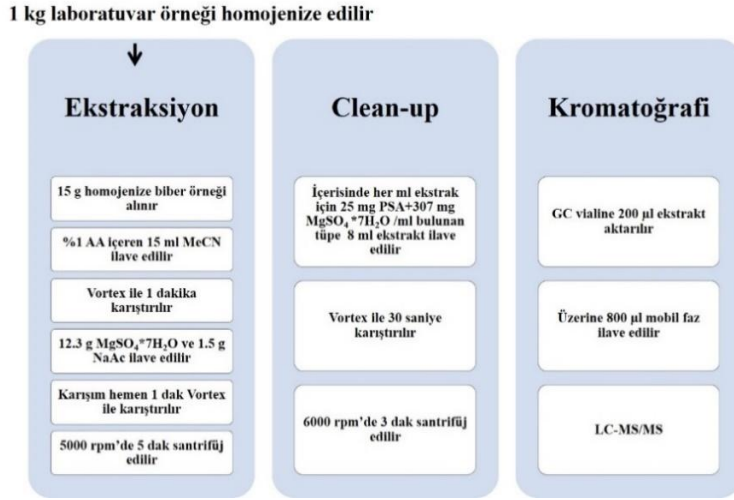 1 kg laboratuvar örneği homojenize edilir
Ekstraksiyon
15 g homojenize biber örneği
alınır
%1 AA içeren 15 ml MeCN
ilave edilir
Vortex ile 1 dakika
karıştırılır
12.3 g MgSO₄*7H₂O ve 1.5 g
NaAc ilave edilir
Karışım hemen 1 dak Vortex
ile karıştırılır
5000 rpm’de 5 dak santrifüj
edilir
Clean-up
İçerisinde her ml ekstrak
için 25 mg PSA+307 mg
MgSO₄*7H₂O /ml bulunan
tüpe 8 ml ekstrakt ilave
edilir
Vortex ile 30 saniye
karıştırılır
6000 rpm’de 3 dak santrifüj
edilir
Kromatoğrafi
GC vialine 200 µl ekstrakt
aktarılır
Üzerine 800 µl mobil faz
ilave edilir
LC-MS/MS